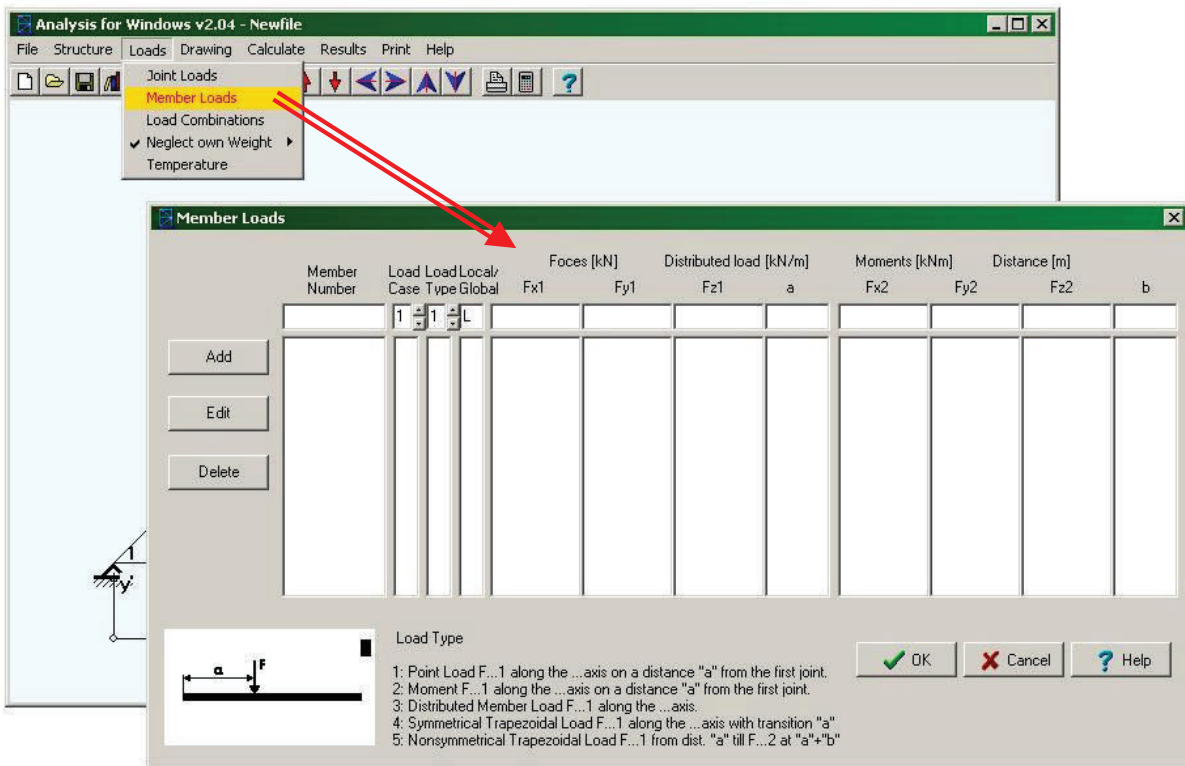 Analysis for Windows v2.04 - Newfile
File Structure Loads Drawing Calculate Results Print Help
Joint Loads
Member Loads
Load Combinations
Neglect own Weight
Temperature
Member Loads
Foces [kN] Distributed load [kN/m] Moments [kNm] Distance [m]
Member Load Load Local/
Number Case Type Global Fx1 Fy1 Fz1 a Fx2 Fy2 Fz2 b
1 1 L
Add
Edit
Delete
1
y
a F
Load Type
1: Point Load F...1 along the ...axis on a distance "a" from the first joint.
2: Moment F...1 along the ...axis on a distance "a" from the first joint.
3: Distributed Member Load F...1 along the ...axis.
4: Symmetrical Trapezoidal Load F...1 along the ...axis with transition "a"
5: Nonsymmetrical Trapezoidal Load F...1 from dist. "a" till F...2 at "a"+"b"
OK Cancel ? Help